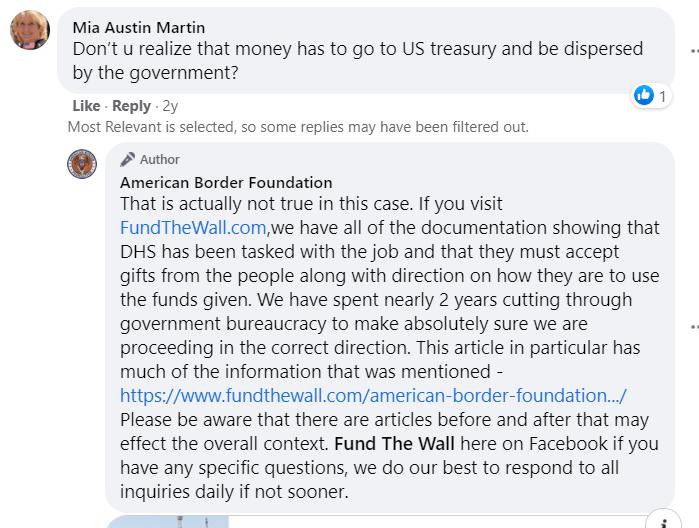 Mia Austin Martin
Don't u realize that money has to go to US treasury and be dispersed
by the government?
1
Like · Reply · 2y
Most Relevant is selected, so some replies may have been filtered out.
Author
American Border Foundation
That is actually not true in this case. If you visit
FundTheWall.com,we have all of the documentation showing that
DHS has been tasked with the job and that they must accept
gifts from the people along with direction on how they are to use
the funds given. We have spent nearly 2 years cutting through
government bureaucracy to make absolutely sure we are
proceeding in the correct direction. This article in particular has
much of the information that was mentioned -
https://www.fundthewall.com/american-border-foundation.../
Please be aware that there are articles before and after that may
effect the overall context. Fund The Wall here on Facebook if you
have any specific questions, we do our best to respond to all
inquiries daily if not sooner.